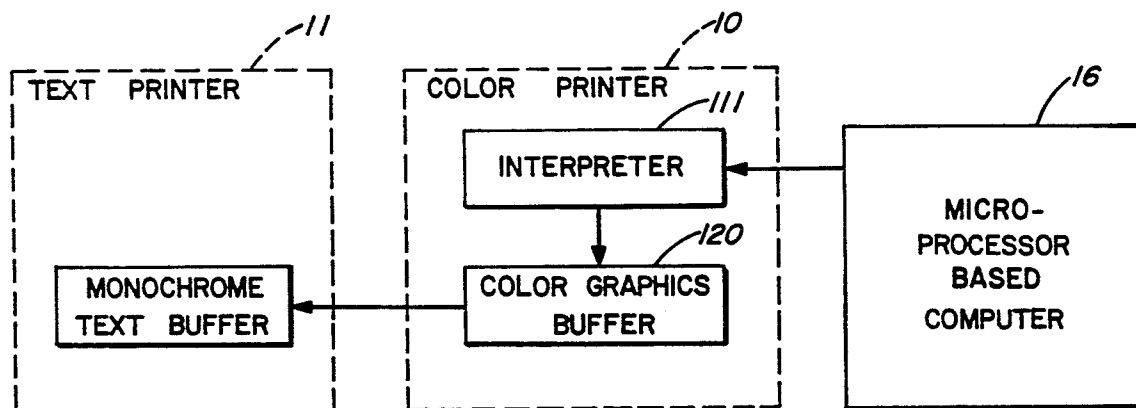 11
TEXT PRINTER
MONOCHROME
TEXT BUFFER
10
COLOR PRINTER
111
INTERPRETER
120
COLOR GRAPHICS
BUFFER
16
MICRO-
PROCESSOR
BASED
COMPUTER